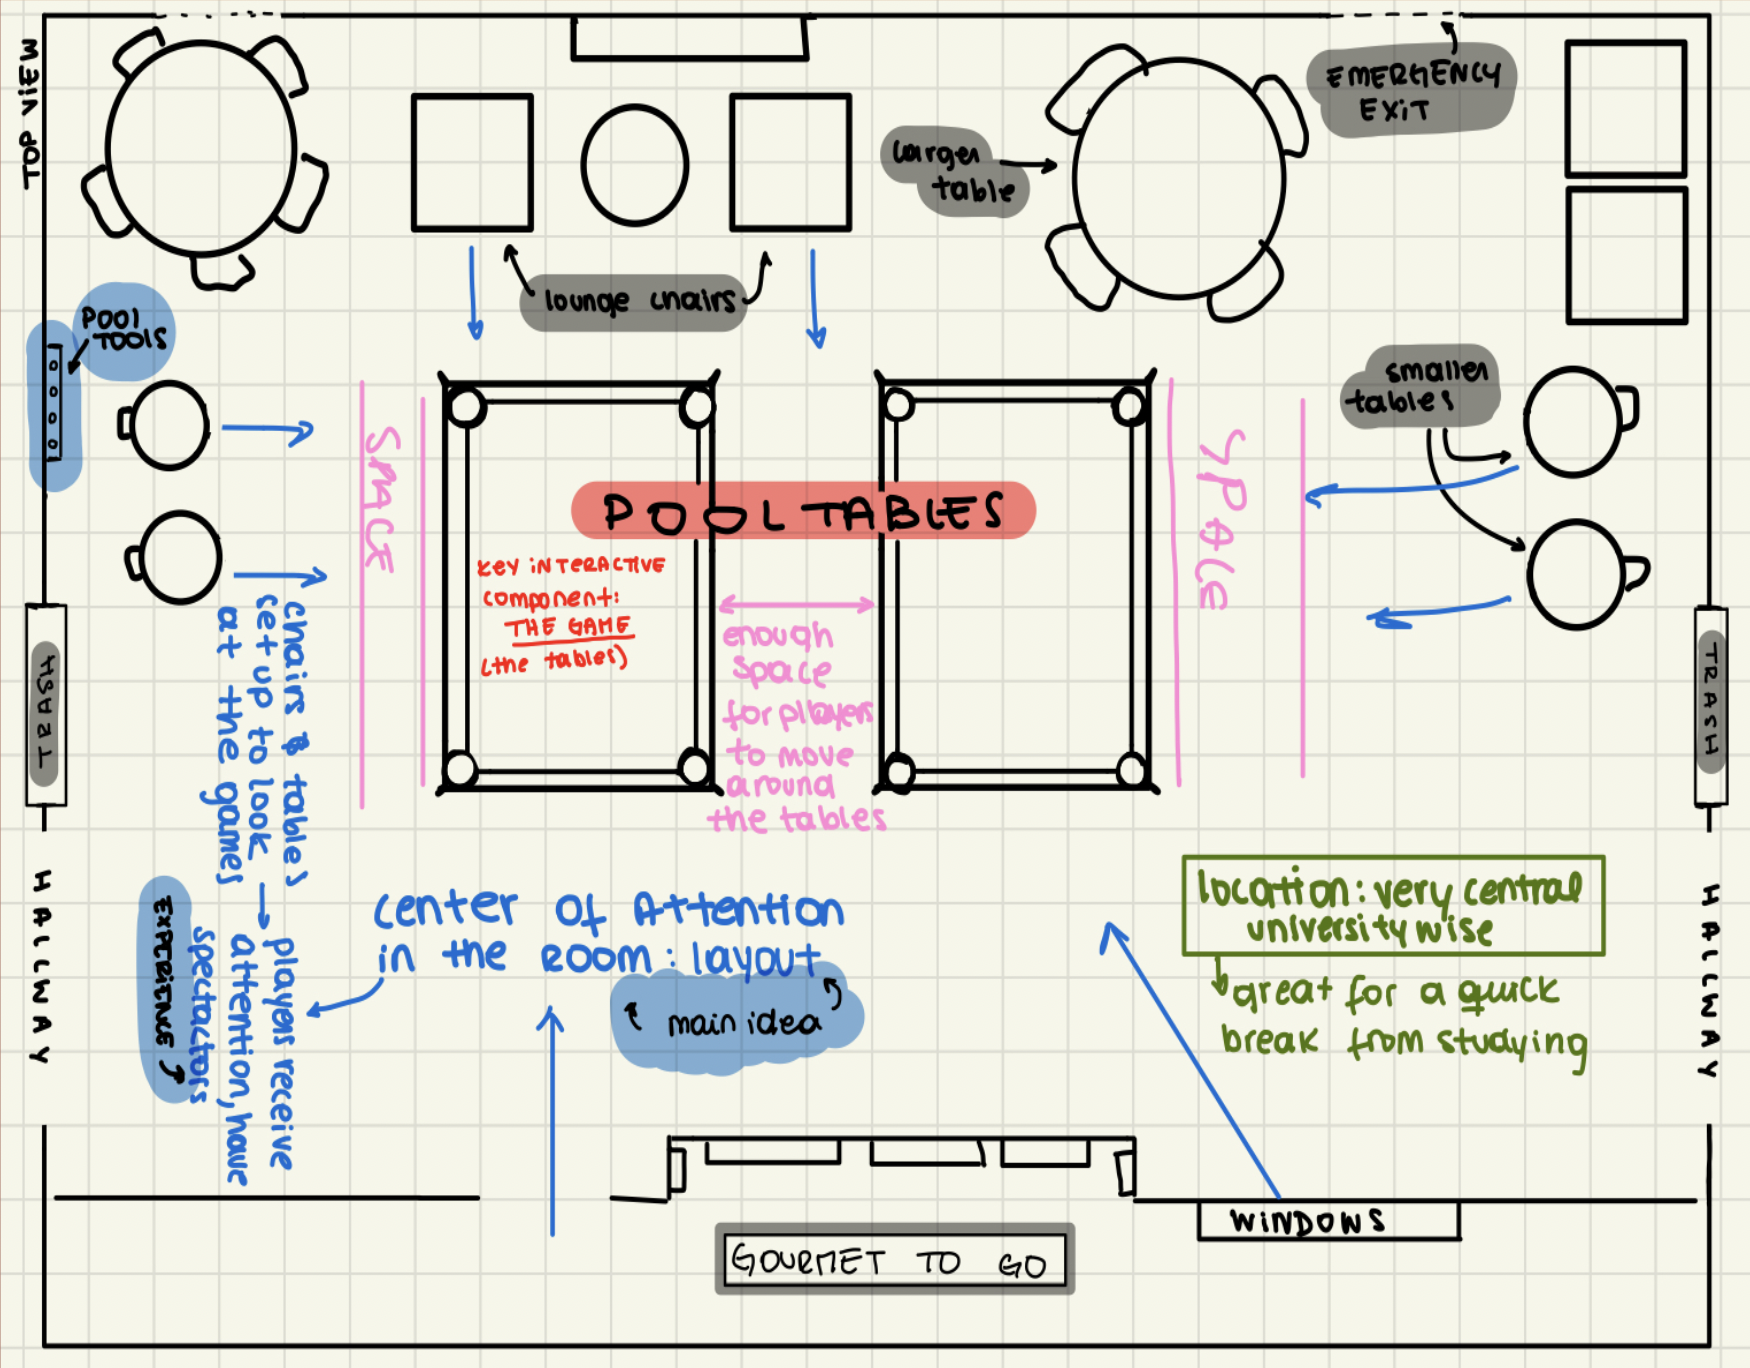 TOP VIEW
EMERGENCY
EXIT
larger
table
lounge chairs
POOL
TOOLS
smaller
tables
SPACE
SPACE
POOL TABLES
KEY INTERACTIVE
component:
THE GAME
(the tables)
enough
space
for players
to move
around
the tables
TRASH
TRASH
chairs & tables
set up to look
at the games
→ players receive
attention, have
spectactors
EXPERIENCE
HALLWAY
HALLWAY
center of Attention
in the room: layout
main idea
location: very central
university wise
great for a quick
break from studying
WINDOWS
GOURMET TO GO